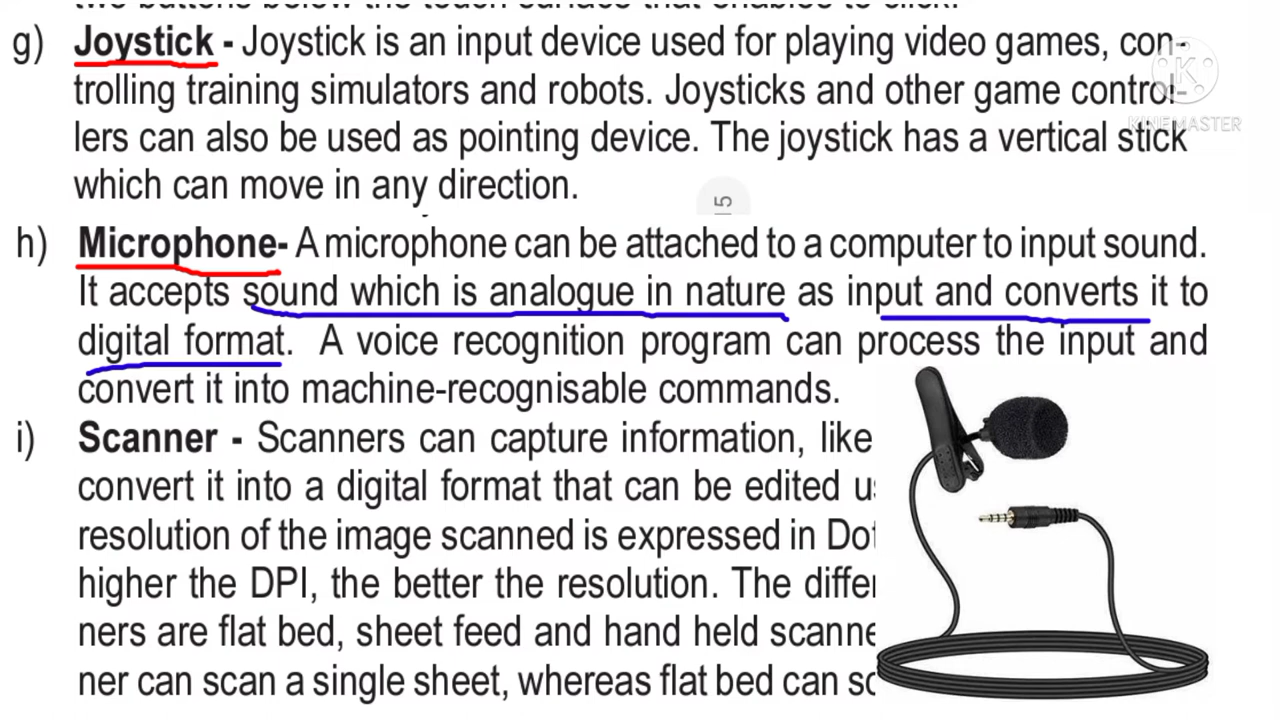 g) Joystick - Joystick is an input device used for playing video games, con-
trolling training simulators and robots. Joysticks and other game control-
lers can also be used as pointing device. The joystick has a vertical stick
which can move in any direction.
KINEMASTER
15
h) Microphone- A microphone can be attached to a computer to input sound.
It accepts sound which is analogue in nature as input and converts it to
digital format. A voice recognition program can process the input and
convert it into machine-recognisable commands.
i) Scanner - Scanners can capture information, like
convert it into a digital format that can be edited
resolution of the image scanned is expressed in
higher the DPI, the better the resolution. The
ners are flat bed, sheet feed and hand held
ner can scan a single sheet, whereas flat bed can